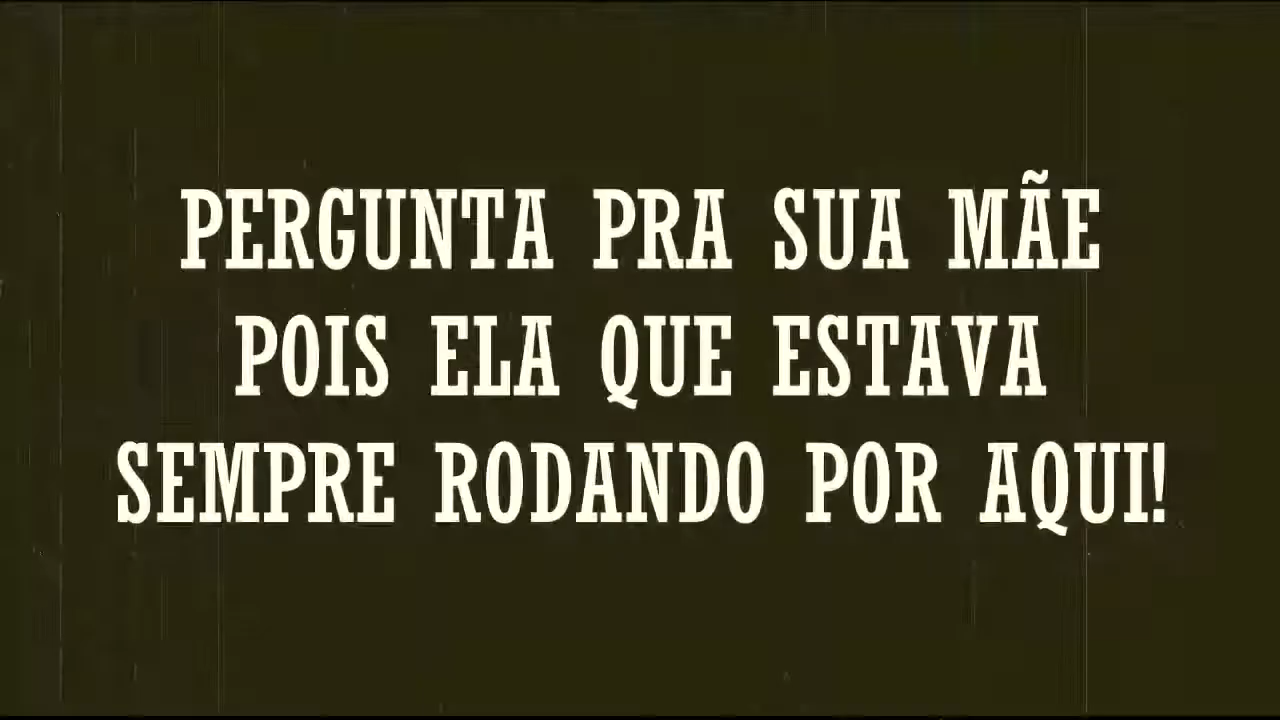 PERGUNTA PRA SUA MÃE
POIS ELA QUE ESTAVA
SEMPRE RODANDO POR AQUI!